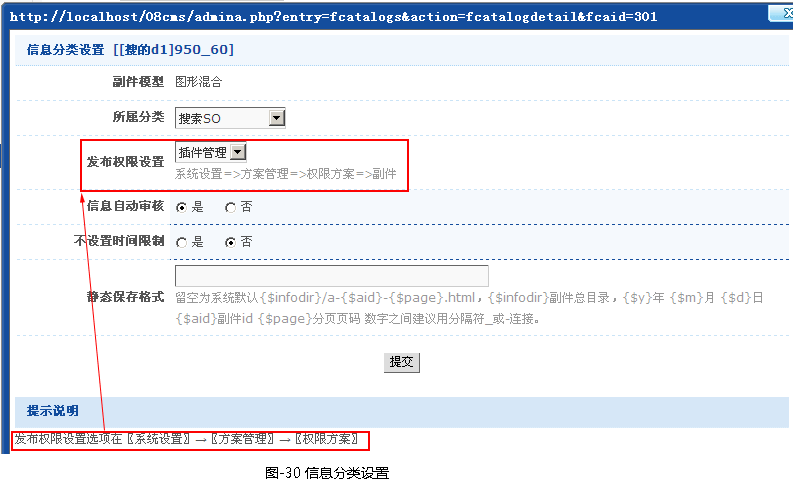 http://localhost/08cms/admina.php?entry=fcatalogs&action=fcatalogdetail&fcaid=301
信息分类设置 [[搜的d1]950_60]
副件模型 图形混合
所属分类 搜索SO
发布权限设置 插件管理
系统设置=>方案管理=>权限方案=>副件
信息自动审核 是 否
不设置时间限制 是 否
静态保存格式
留空为系统默认{$infodir}/a-{$aid}-{$page}.html，{$infodir}副件总目录，{$y}年 {$m}月 {$d}日
{$aid}副件id {$page}分页页码 数字之间建议用分隔符_或-连接。
提交
提示说明
发布权限设置选项在〖系统设置〗→〖方案管理〗→〖权限方案〗
图-30 信息分类设置